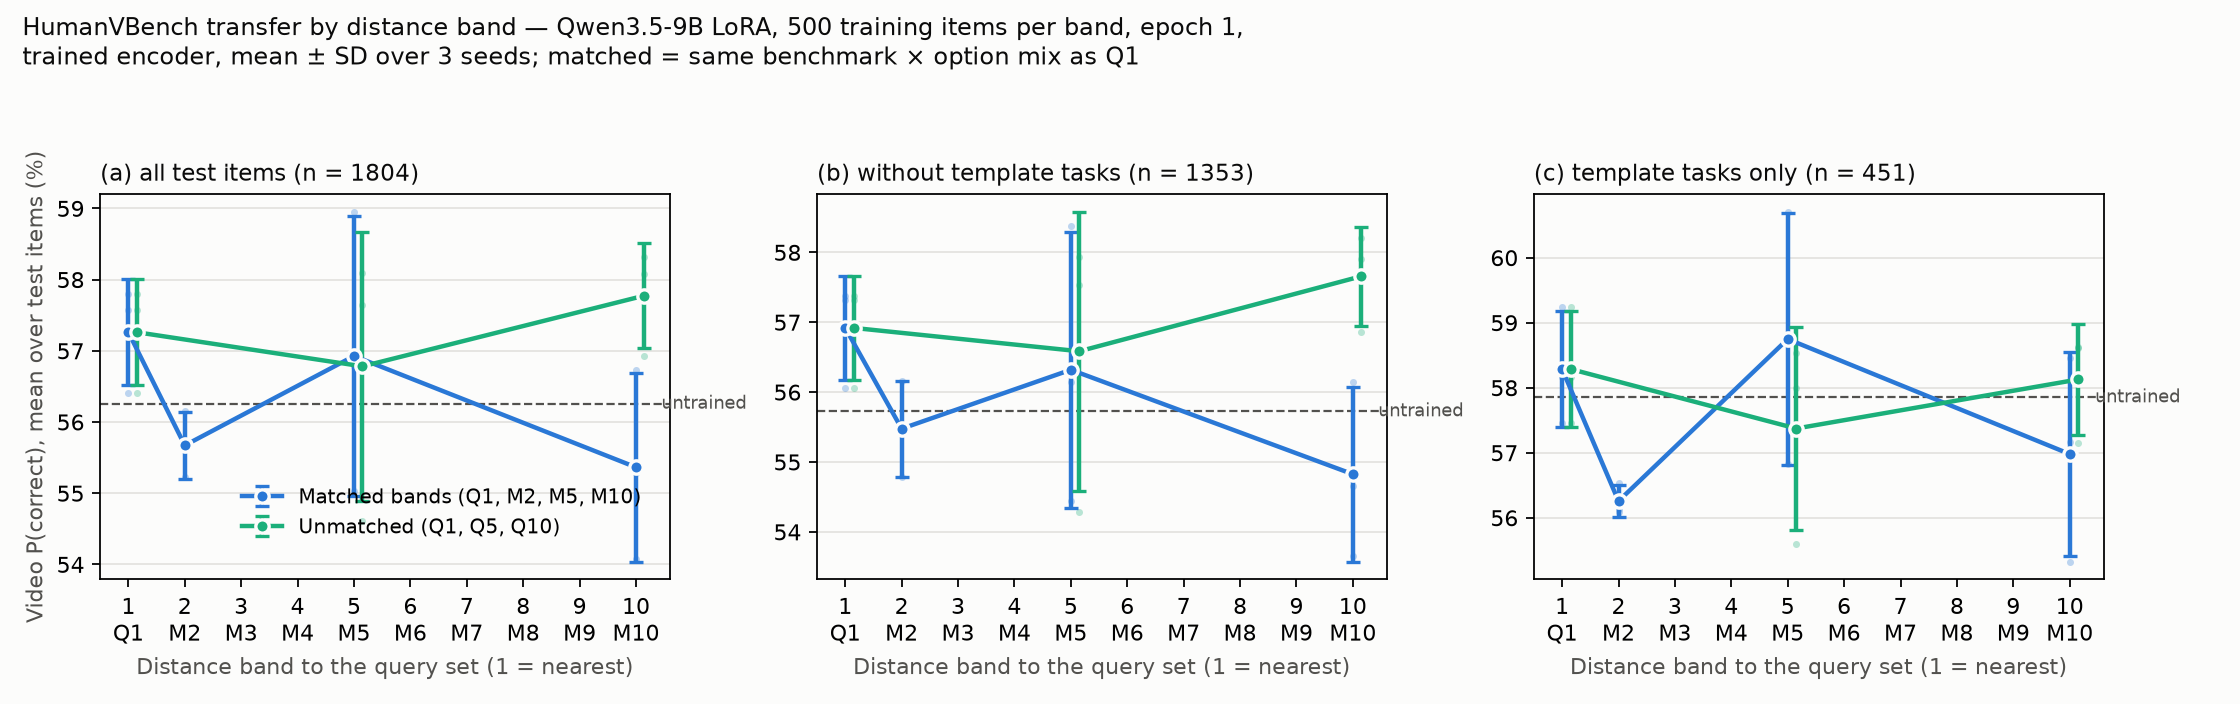 HumanVBench transfer by distance band — Qwen3.5-9B LoRA, 500 training items per band, epoch 1,
trained encoder, mean ± SD over 3 seeds; matched = same benchmark × option mix as Q1
Video P(correct), mean over test items (%)
(a) all test items (n = 1804)
59
58
57
56
55
54
untrained
Matched bands (Q1, M2, M5, M10)
Unmatched (Q1, Q5, Q10)
1 2 3 4 5 6 7 8 9 10
Q1 M2 M3 M4 M5 M6 M7 M8 M9 M10
Distance band to the query set (1 = nearest)
(b) without template tasks (n = 1353)
58
57
56
55
54
untrained
1 2 3 4 5 6 7 8 9 10
Q1 M2 M3 M4 M5 M6 M7 M8 M9 M10
Distance band to the query set (1 = nearest)
(c) template tasks only (n = 451)
60
59
58
57
56
untrained
1 2 3 4 5 6 7 8 9 10
Q1 M2 M3 M4 M5 M6 M7 M8 M9 M10
Distance band to the query set (1 = nearest)